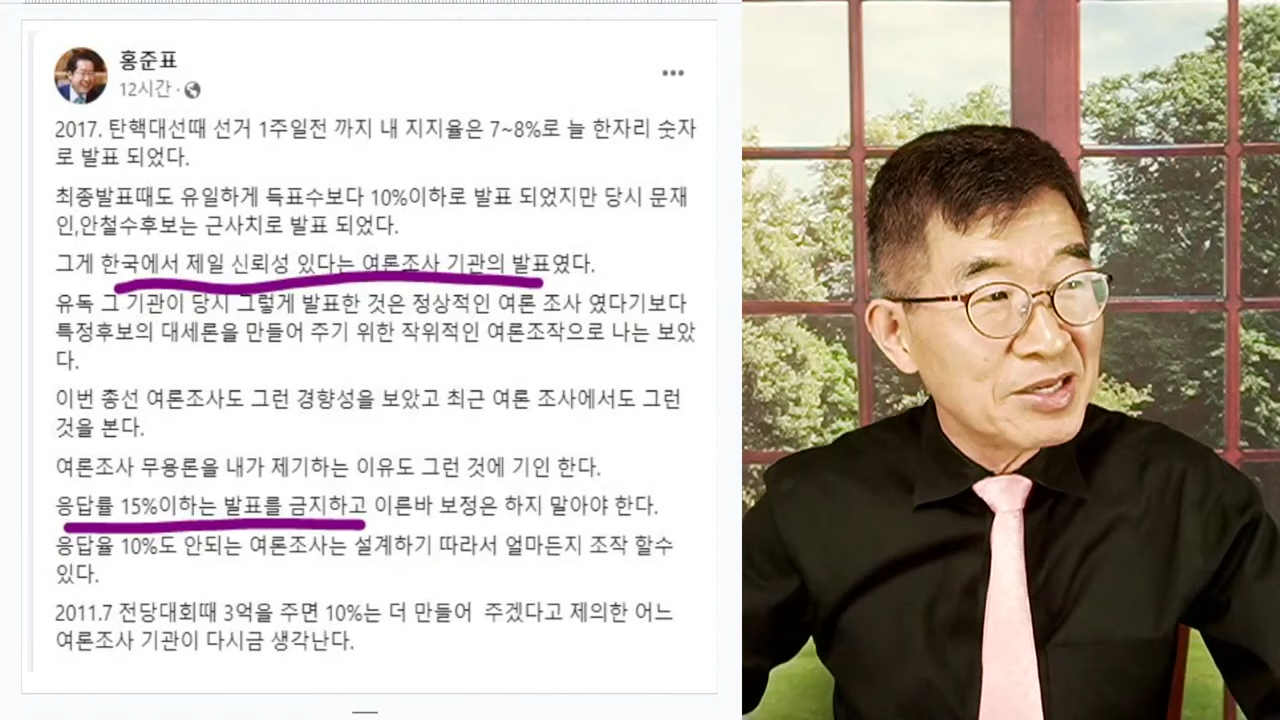 홍준표
12시간 ·
2017. 탄핵대선때 선거 1주일전 까지 내 지지율은 7~8%로 늘 한자리 숫자
로 발표 되었다.
최종발표때도 유일하게 득표수보다 10%이하로 발표 되었지만 당시 문재
인,안철수후보는 근사치로 발표 되었다.
그게 한국에서 제일 신뢰성 있다는 여론조사 기관의 발표였다.
유독 그 기관이 당시 그렇게 발표한 것은 정상적인 여론 조사 였다기보다
특정후보의 대세론을 만들어 주기 위한 작위적인 여론조작으로 나는 보았
다.
이번 총선 여론조사도 그런 경향성을 보았고 최근 여론 조사에서도 그런
것을 본다.
여론조사 무용론을 내가 제기하는 이유도 그런 것에 기인 한다.
응답률 15%이하는 발표를 금지하고 이른바 보정은 하지 말아야 한다.
응답율 10%도 안되는 여론조사는 설계하기 따라서 얼마든지 조작 할수
있다.
2011.7 전당대회때 3억을 주면 10%는 더 만들어 주겠다고 제의한 어느
여론조사 기관이 다시금 생각난다.